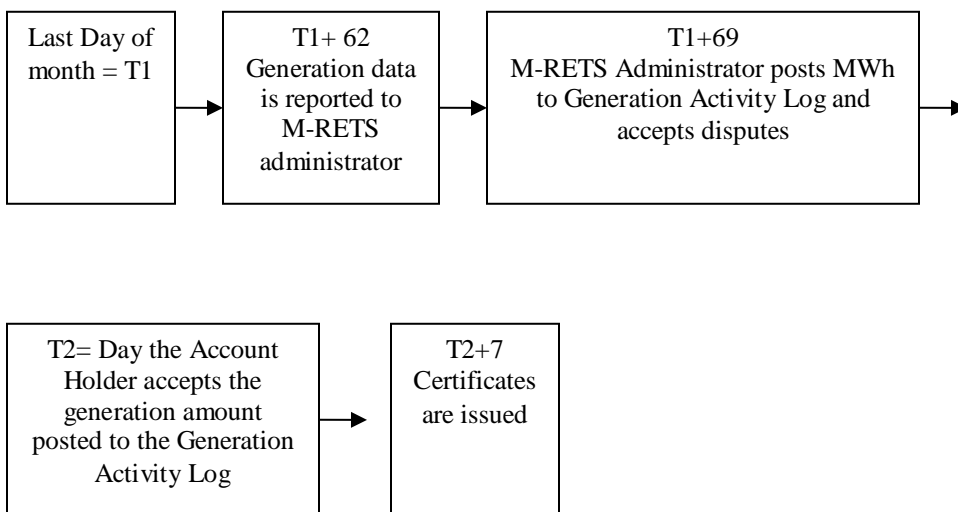 Last Day of
month = T1
T1+ 62
Generation data
is reported to
M-RETS
administrator
T1+69
M-RETS Administrator posts MWh
to Generation Activity Log and
accepts disputes
T2= Day the Account
Holder accepts the
generation amount
posted to the Generation
Activity Log
T2+7
Certificates
are issued